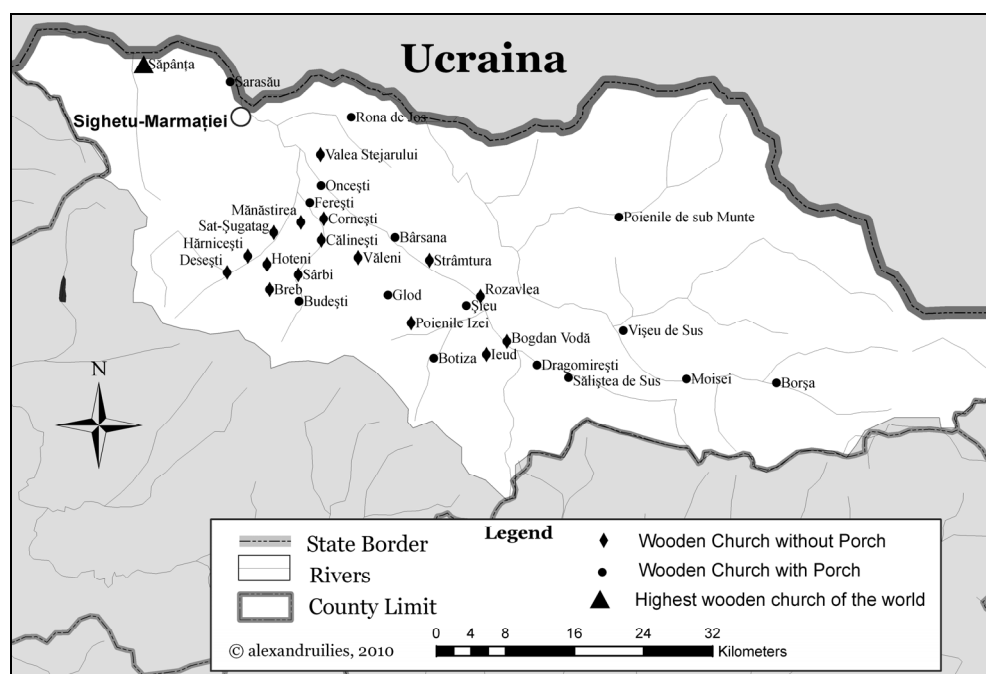 Ucraina
Săpânța
Sarasău
Sighetu-Marmației
Rona de Jos
Valea Stejarului
Oncești
Ferești
Mănăstirea
Cornești
Sat-Șugatag
Poienile de sub Munte
Hărnicești
Călinești
Bârsana
Desești
Hoteni
Văleni
Strâmtura
Sârbi
Breb
Budești
Glod
Rozavlea
Șieu
Poienile Izei
Vișeu de Sus
Bogdan Vodă
Botiza
Ieud
Dragomirești
Săliștea de Sus
Moisei
Borșa
N
Legend
State Border
Rivers
County Limit
Wooden Church without Porch
Wooden Church with Porch
Highest wooden church of the world
© alexandruilies, 2010
0 4 8 16 24 32
Kilometers